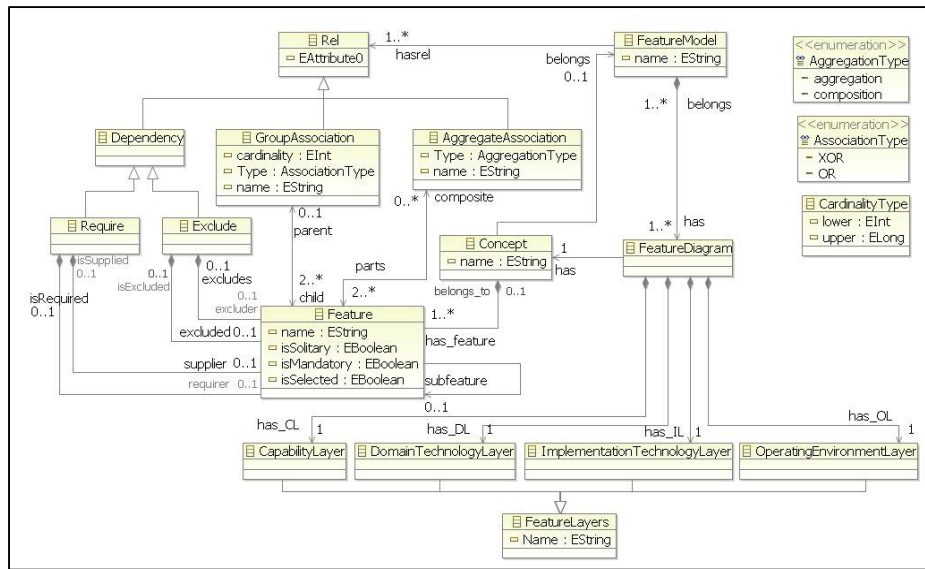 1..*
hasrel
Rel
EAttribute0
FeatureModel
name : EString
belongs
0..1
1..*
belongs
<<enumeration>>
AggregationType
aggregation
composition
Dependency
GroupAssociation
cardinality : EInt
Type : AssociationType
name : EString
AggregateAssociation
Type : AggregationType
name : EString
<<enumeration>>
AssociationType
XOR
OR
0..1
parent
0..*
composite
CardinalityType
lower : EInt
upper : ELong
Require
Exclude
isSupplied
0..1
0..1
isExcluded
0..1
excludes
Concept
name : EString
1
has
1..*
has
FeatureDiagram
isRequired
0..1
0..1
excluder
2..*
child
parts
2..*
belongs_to
0..1
1..*
has_feature
Feature
name : EString
isSolitary : EBoolean
isMandatory : EBoolean
isSelected : EBoolean
excluded 0..1
supplier 0..1
requirer 0..1
subfeature
0..1
has_CL
1
has_DL
1
has_IL
1
has_OL
1
CapabilityLayer
DomainTechnologyLayer
ImplementationTechnologyLayer
OperatingEnvironmentLayer
FeatureLayers
Name : EString